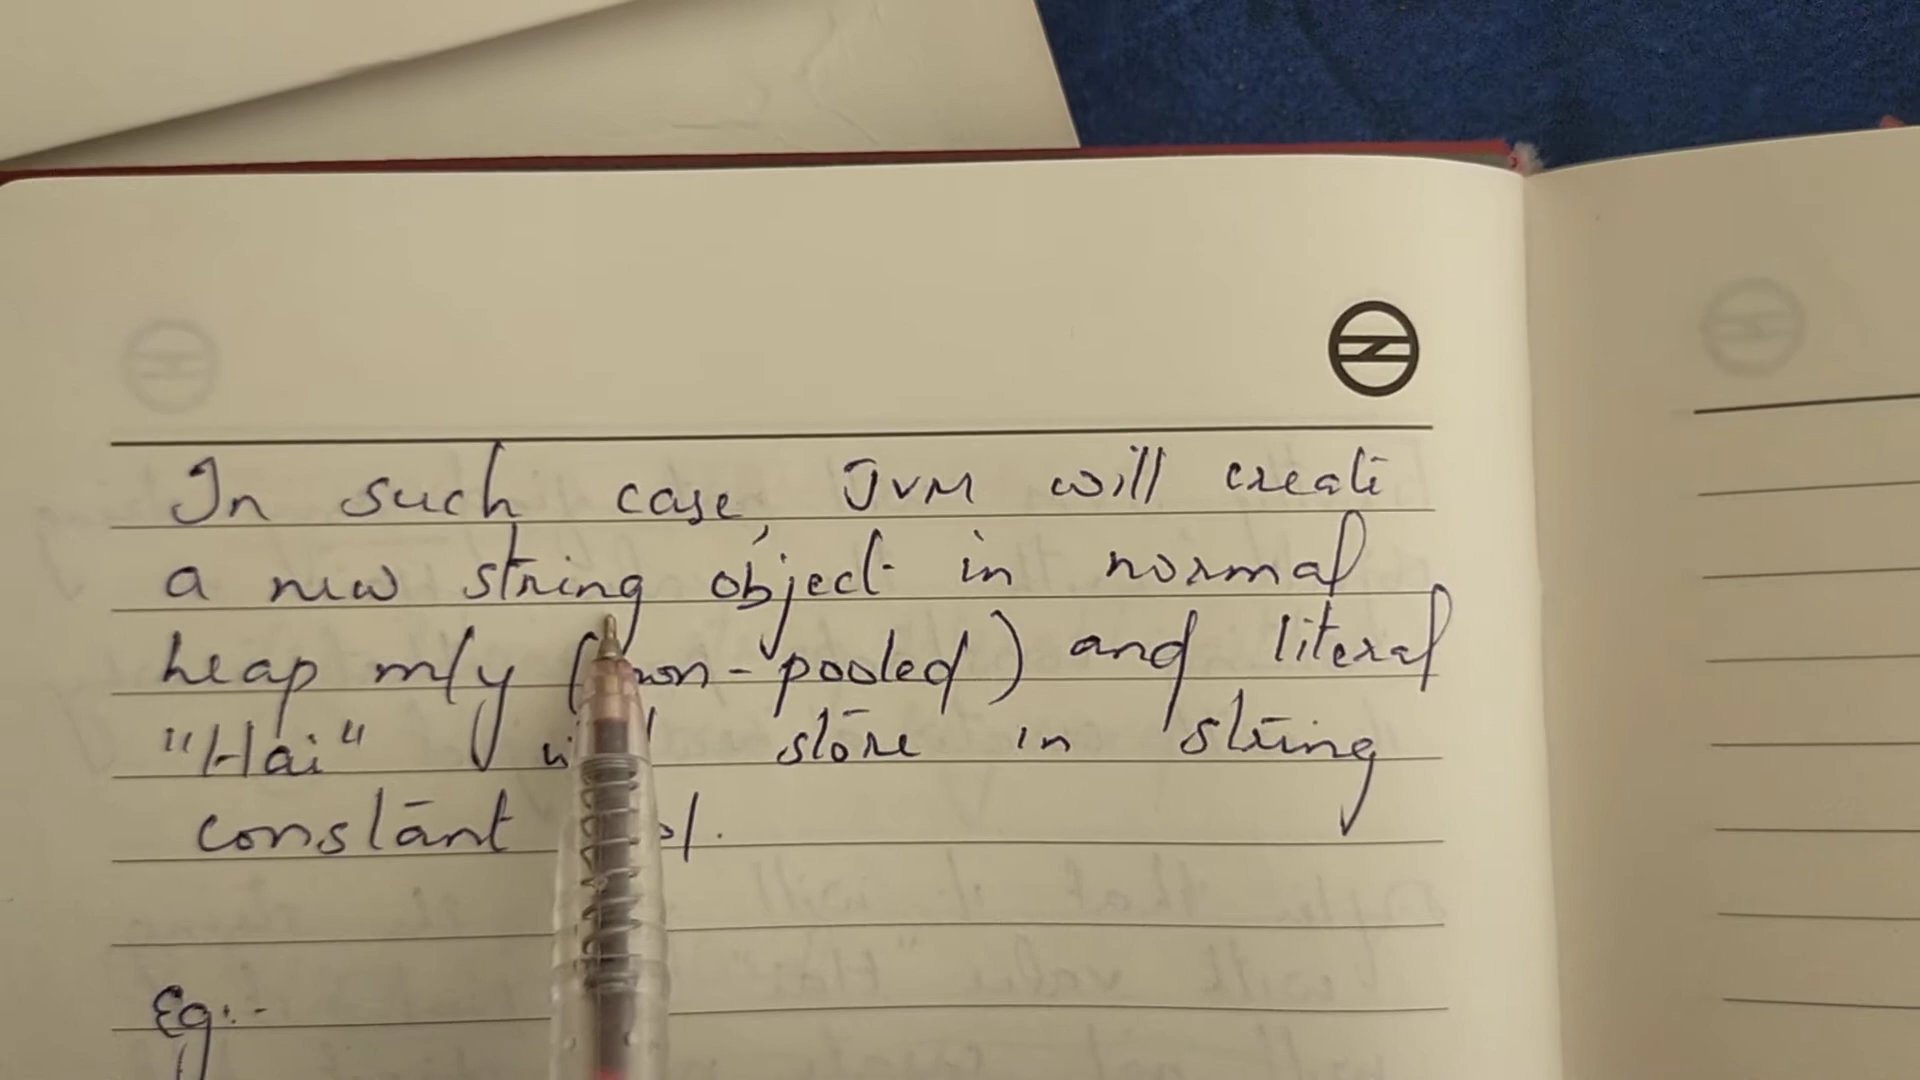 In such case, JVM will create
a new string object in normal
heap m/y (non-pooled) and literal
"Hai" store in string
constant
Eg:-